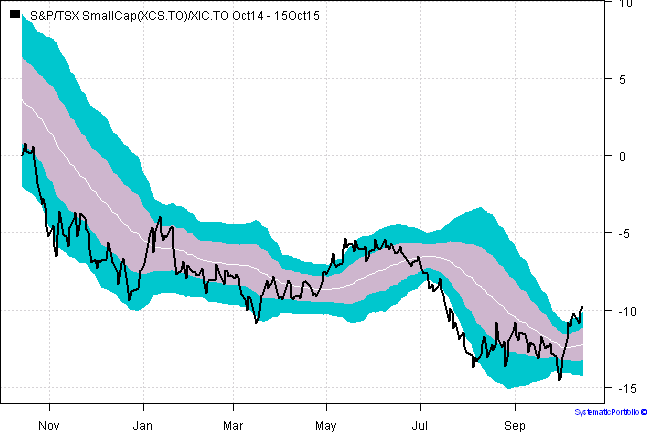 S&P/TSX SmallCap(XCS.TO)/XIC.TO Oct14 - 15Oct15
10
5
0
-5
-10
-15
Nov Jan Mar May Jul Sep
SystematicPortfolio ©